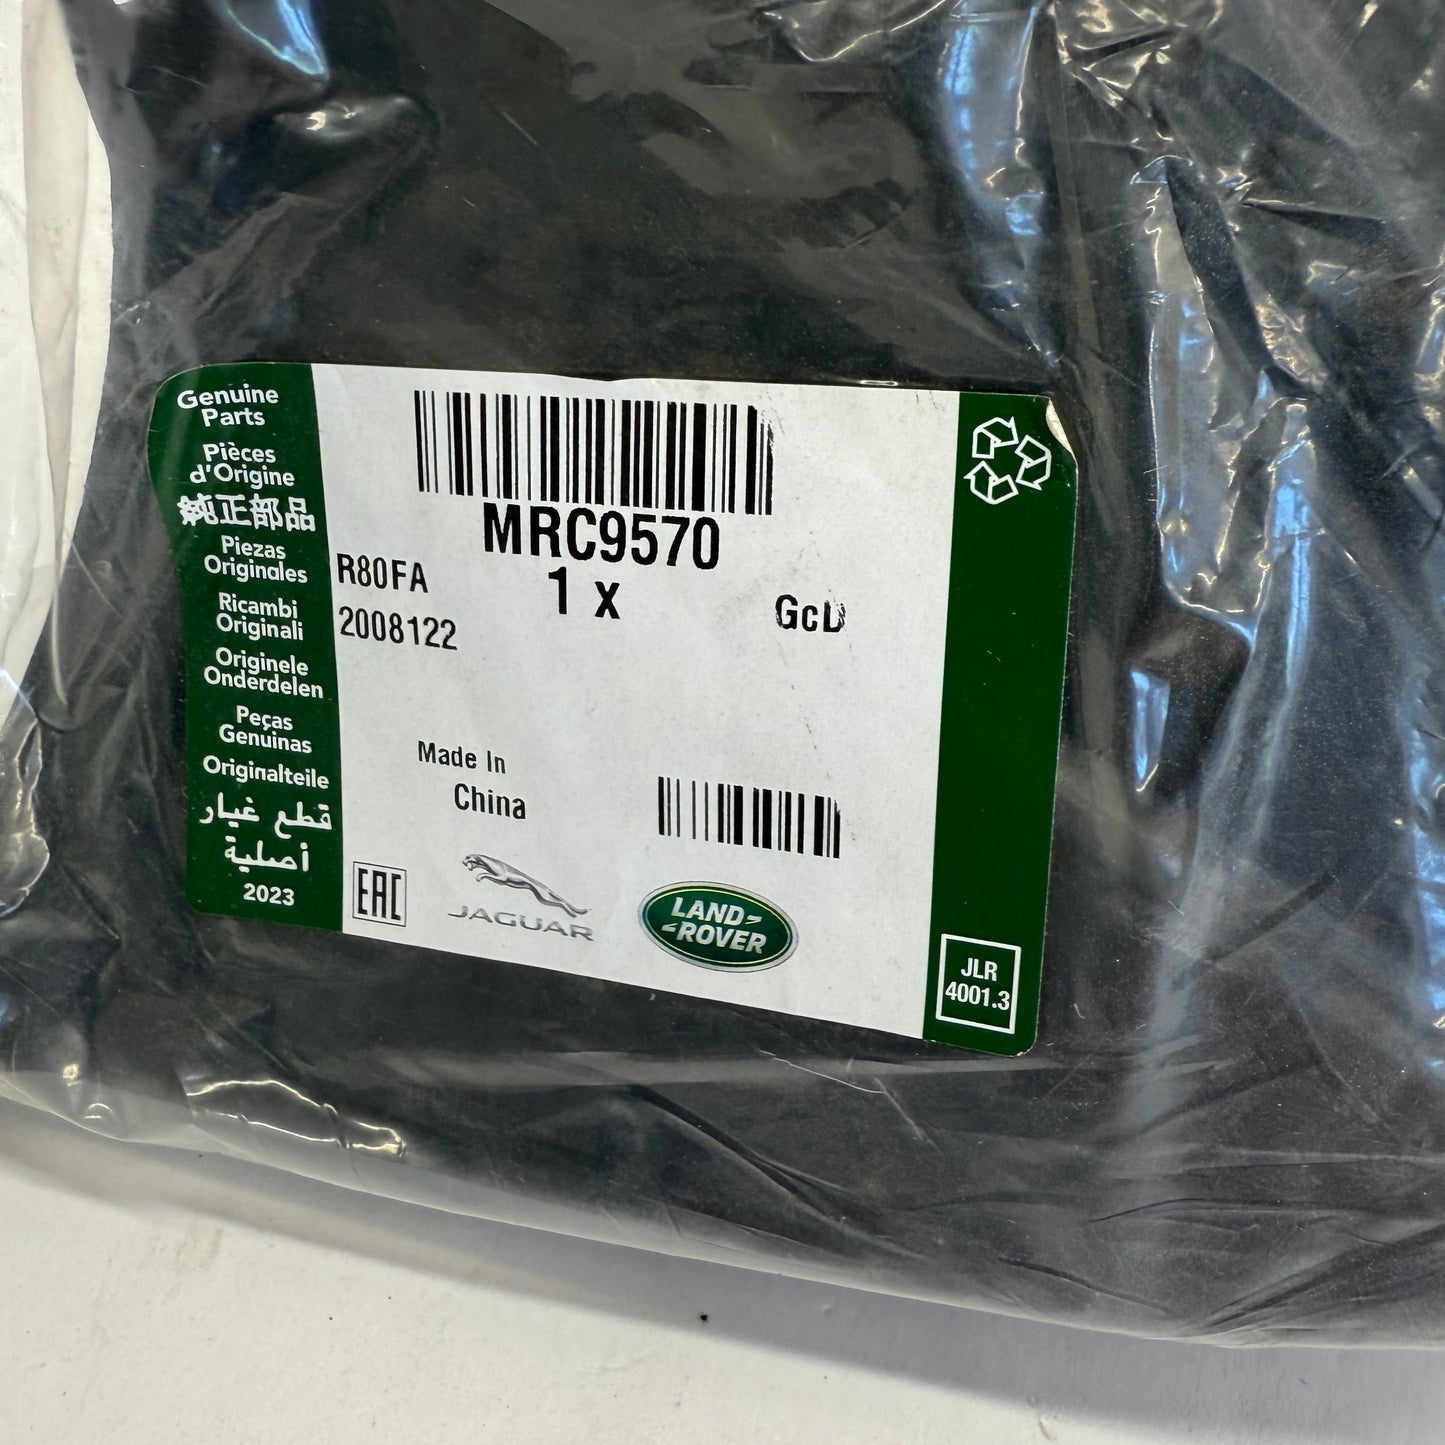 Genuine
Parts
Pièces
d'Origine
純正部品
Piezas
Originales
Ricambi
Originali
Originele
Onderdelen
Peças
Genuinas
Originalteile
قطع غيار
أصلية
2023
MRC9570
1 x
R80FA
2008122
GcD
Made In
China
EAC
JAGUAR
LAND-
-ROVER
JLR
4001.3